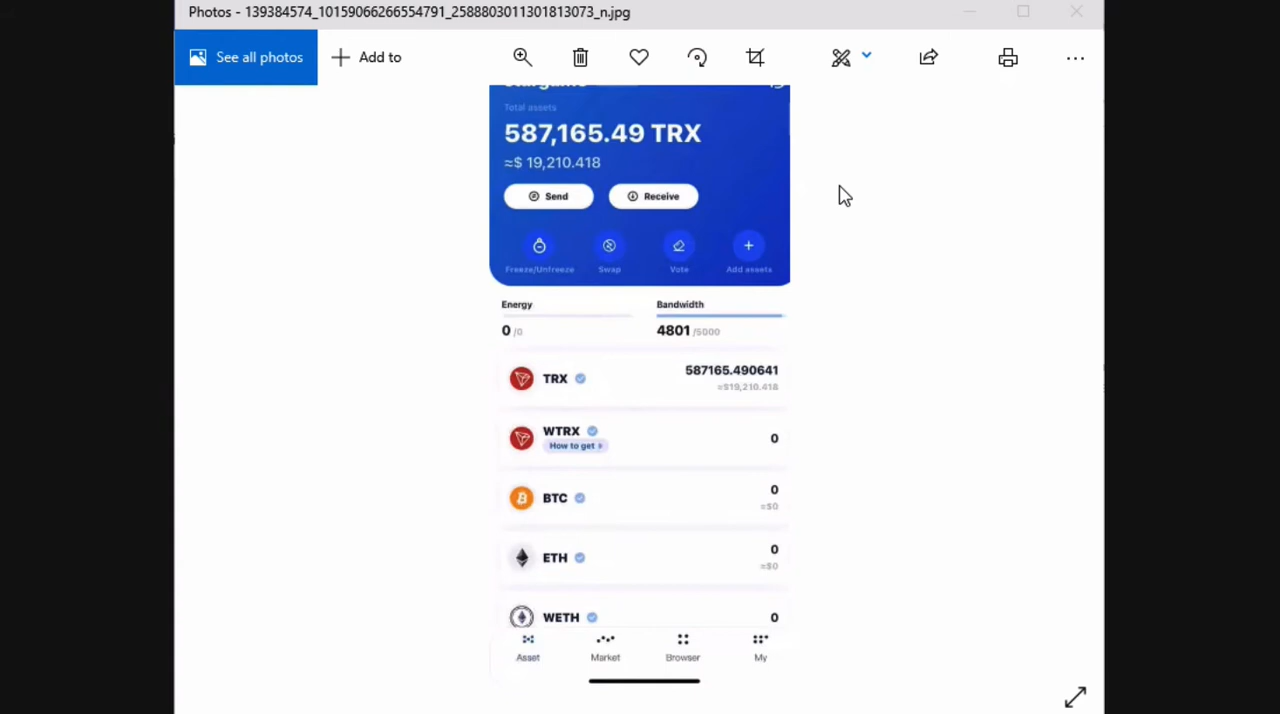 Photos - 139384574_10159066266554791_2588803011301813073_n.jpg
See all photos
Add to
Total assets
587,165.49 TRX
≈$ 19,210.418
Send
Receive
Freeze/Unfreeze
Swap
Vote
Add assets
Energy
Bandwidth
0 /0
4801 /5000
TRX
587165.490641
≈$19,210.418
WTRX
How to get
0
BTC
0
≈$0
ETH
0
≈$0
WETH
0
Asset
Market
Browser
My